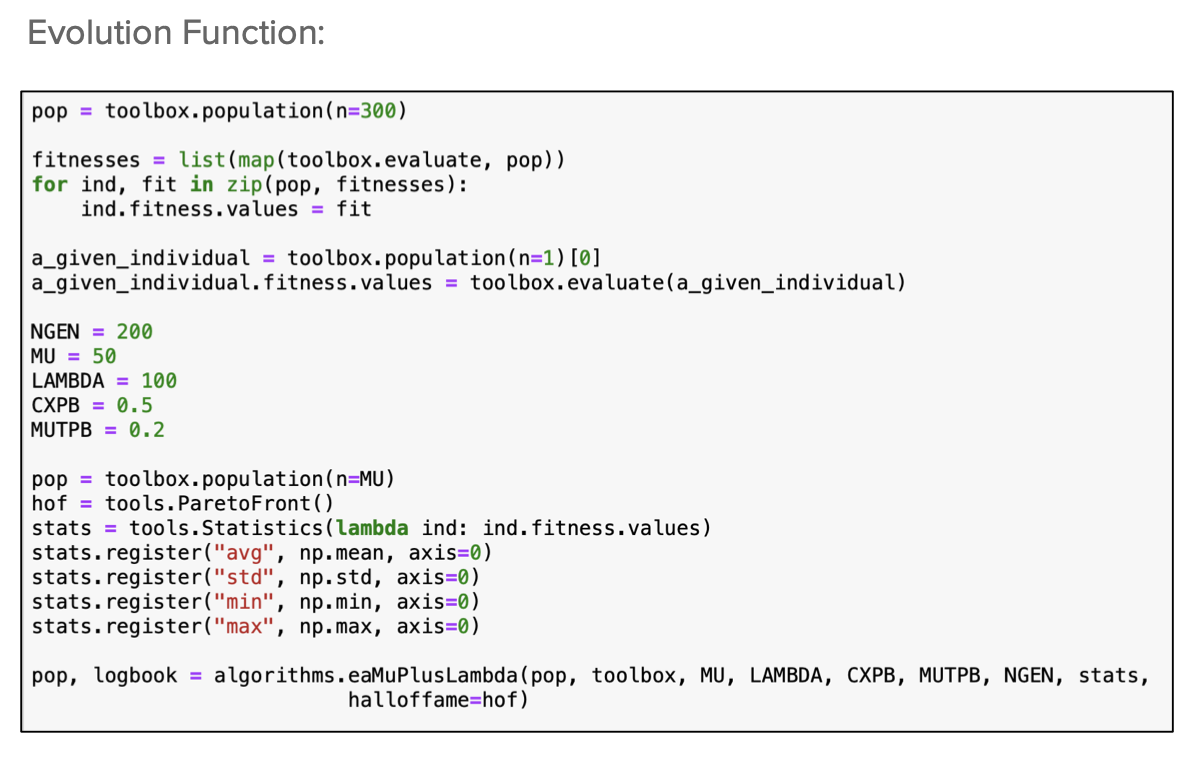 Evolution Function:
pop = toolbox.population(n=300)
fitnesses = list(map(toolbox.evaluate, pop))
for ind, fit in zip(pop, fitnesses):
    ind.fitness.values = fit
a_given_individual = toolbox.population(n=1)[0]
a_given_individual.fitness.values = toolbox.evaluate(a_given_individual)
NGEN = 200
MU = 50
LAMBDA = 100
CXPB = 0.5
MUTPB = 0.2
pop = toolbox.population(n=MU)
hof = tools.ParetoFront()
stats = tools.Statistics(lambda ind: ind.fitness.values)
stats.register("avg", np.mean, axis=0)
stats.register("std", np.std, axis=0)
stats.register("min", np.min, axis=0)
stats.register("max", np.max, axis=0)
pop, logbook = algorithms.eaMuPlusLambda(pop, toolbox, MU, LAMBDA, CXPB, MUTPB, NGEN, stats,
                          halloffame=hof)